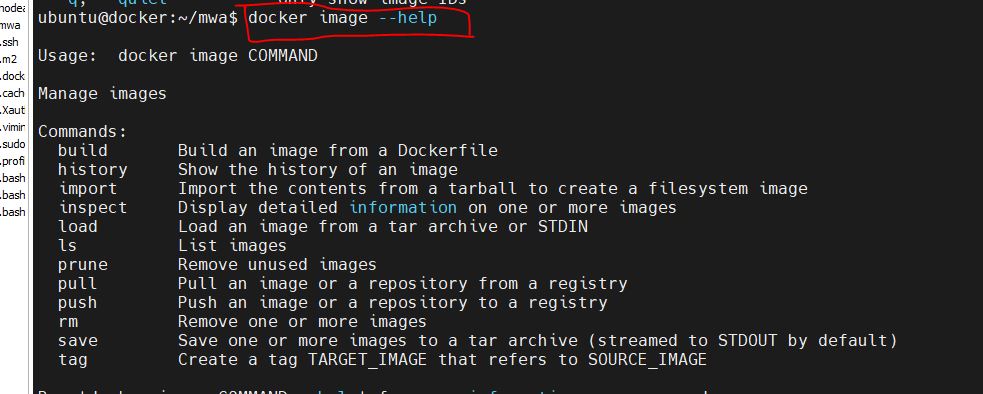 ubuntu@docker:~/mwa$ docker image --help
Usage:  docker image COMMAND
Manage images
Commands:
  build       Build an image from a Dockerfile
  history     Show the history of an image
  import      Import the contents from a tarball to create a filesystem image
  inspect     Display detailed information on one or more images
  load        Load an image from a tar archive or STDIN
  ls          List images
  prune       Remove unused images
  pull        Pull an image or a repository from a registry
  push        Push an image or a repository to a registry
  rm          Remove one or more images
  save        Save one or more images to a tar archive (streamed to STDOUT by default)
  tag         Create a tag TARGET_IMAGE that refers to SOURCE_IMAGE
mwa
.ssh
.m2
.dock
.cach
.Xaut
.vimin
.sudo
.profi
.bash
.bash
.bash